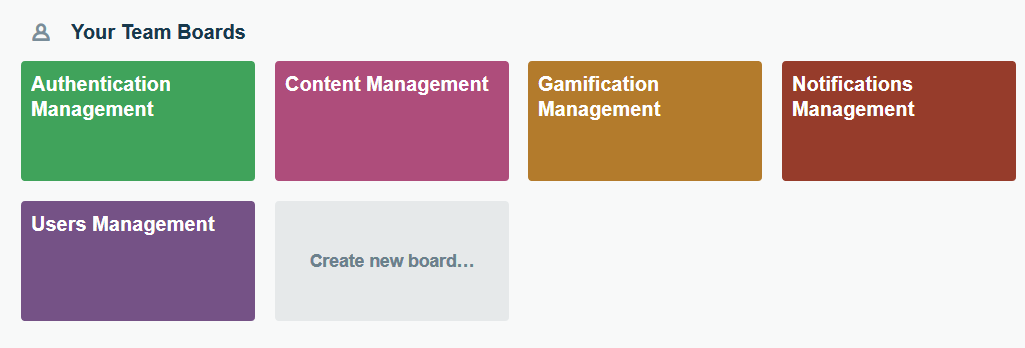 Your Team Boards
Authentication
Management
Content Management
Gamification
Management
Notifications
Management
Users Management
Create new board…